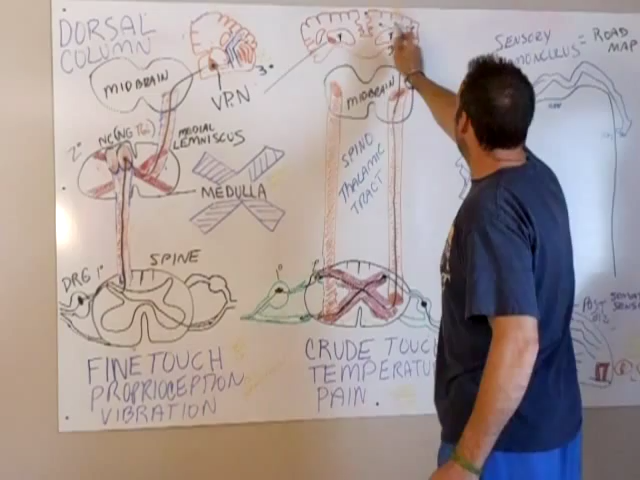 DORSAL
COLUMN
MIDBRAIN
3°
VPN
2°
MEDIAL
LEMNISCUS
MEDULLA
SPINE
DRG 1°
FINE TOUCH
PROPRIOCEPTION
VIBRATION
MIDBRAIN
SPINO
THALAMIC
TRACT
1°
CRUDE TOUCH
TEMPERATU
PAIN.
SENSORY
= ROAD
MAP